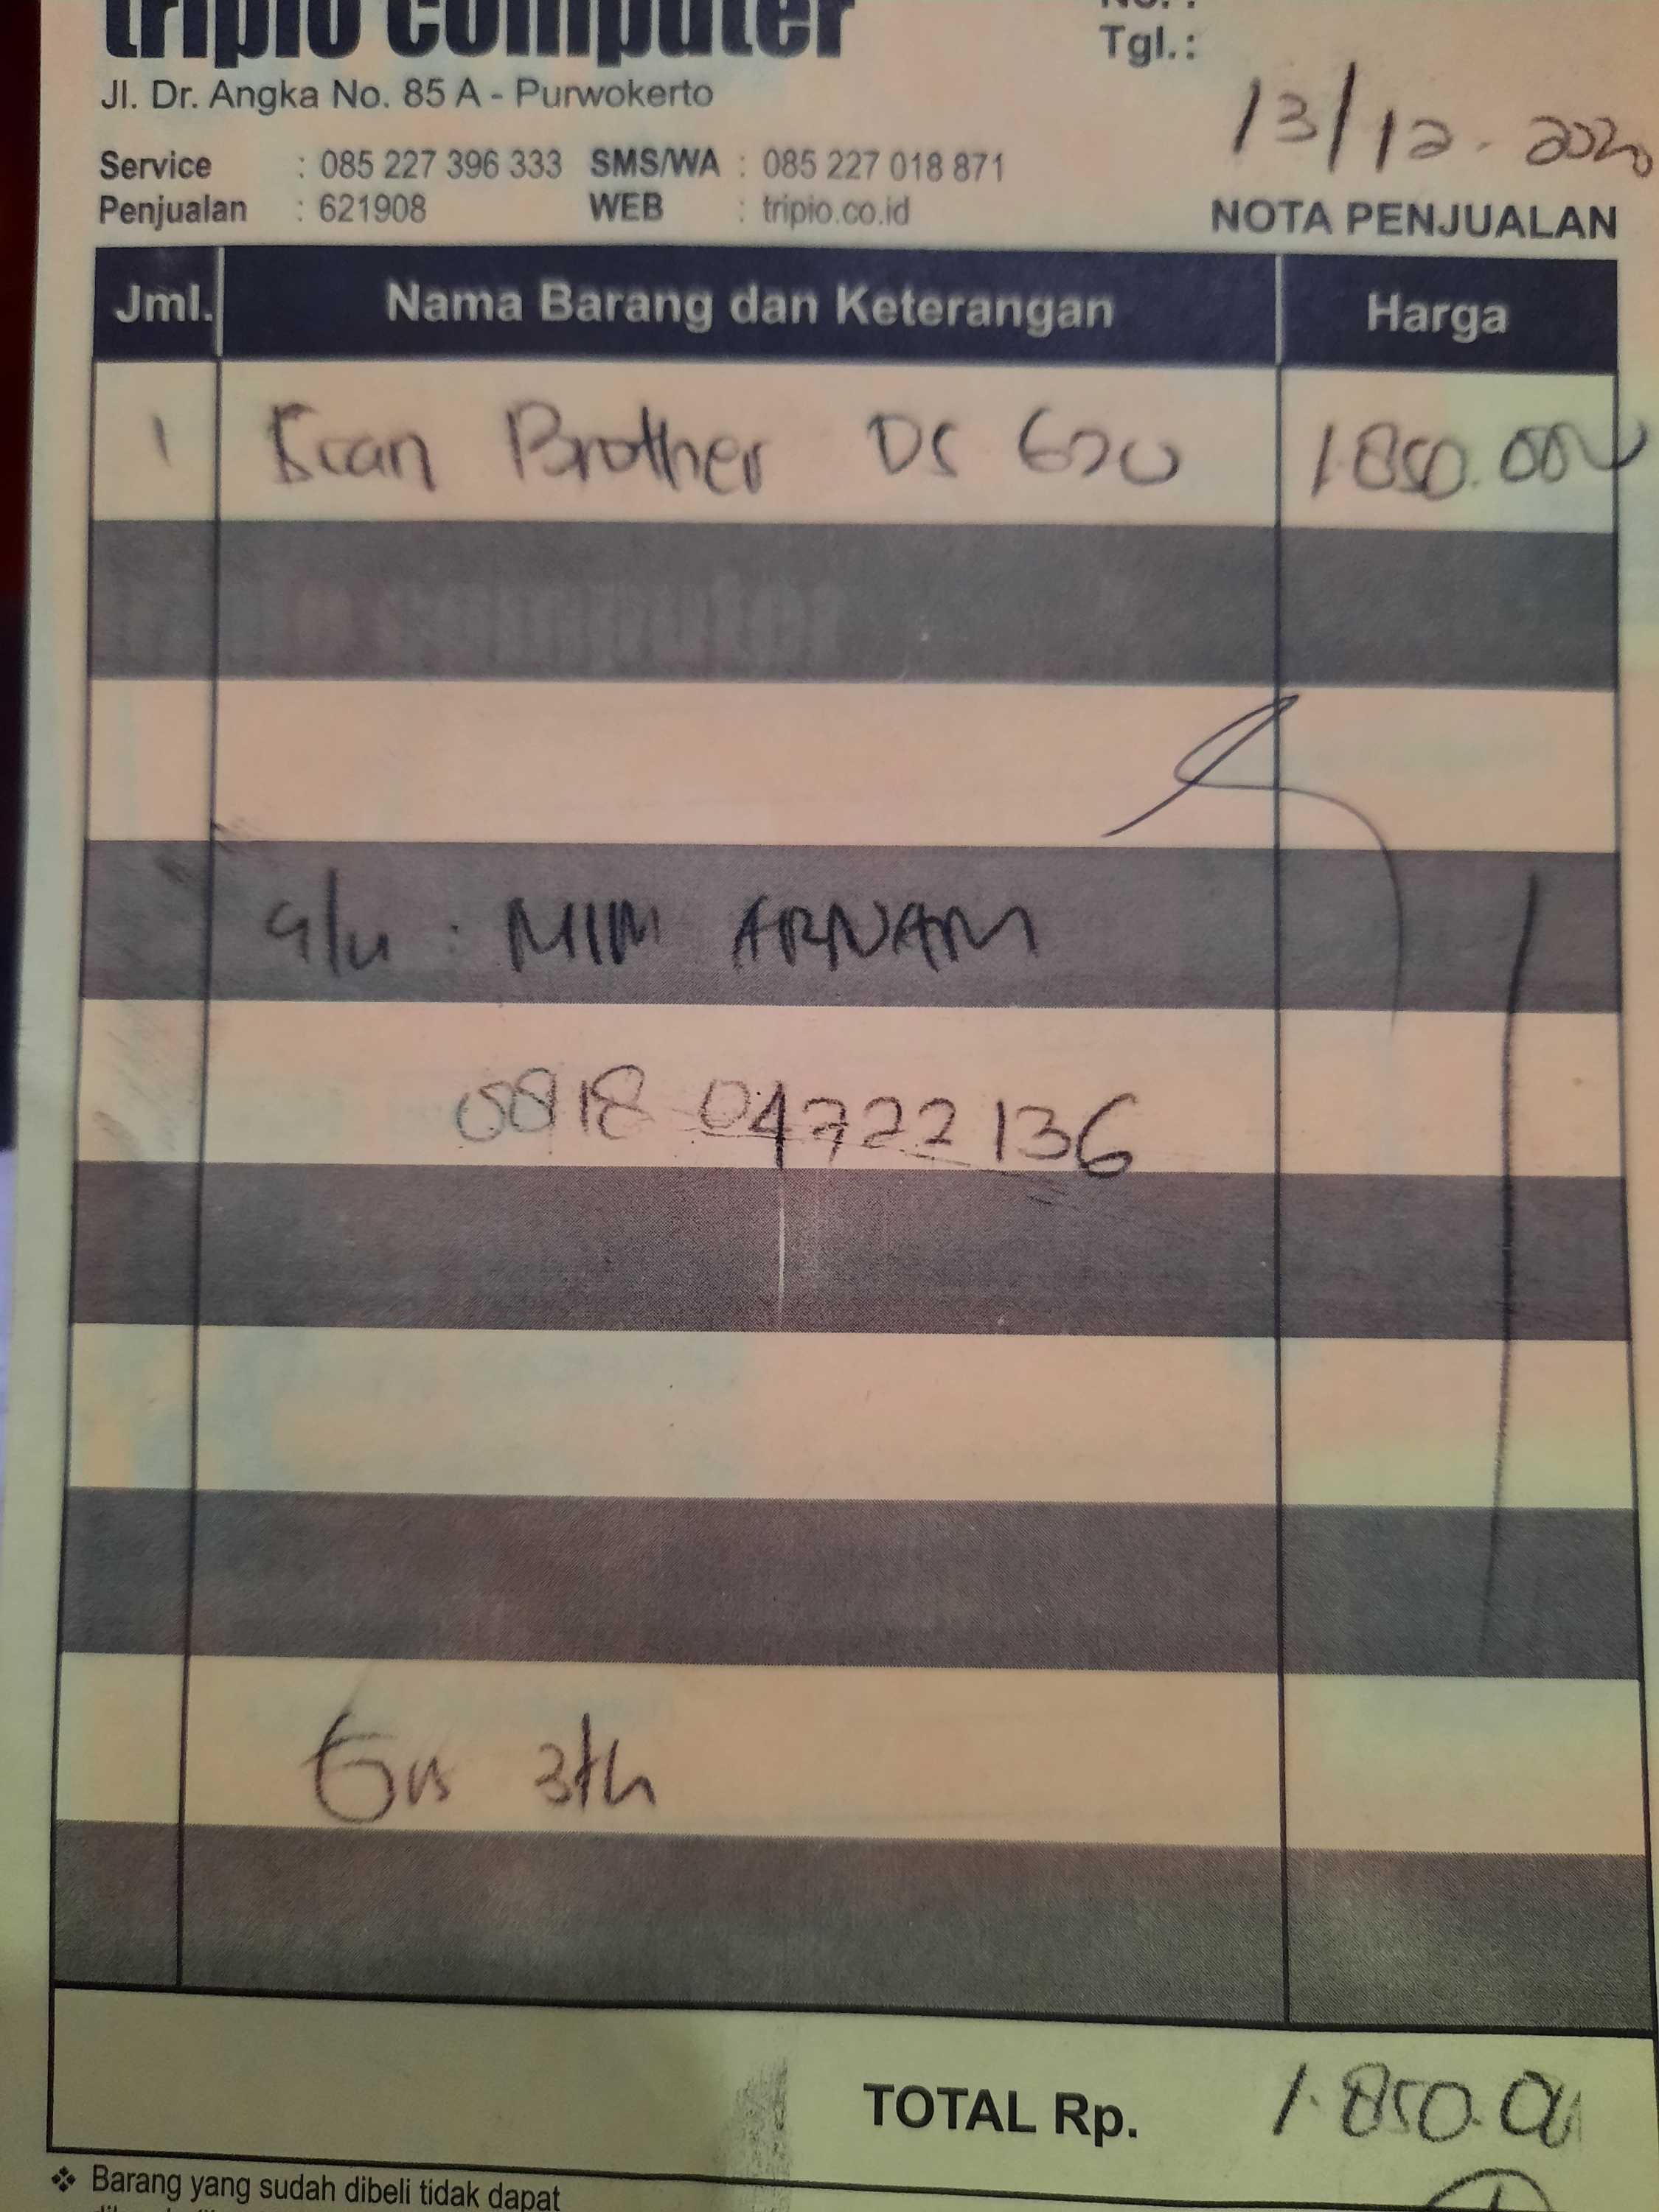 tripio computer
Jl. Dr. Angka No. 85 A - Purwokerto
Service : 085 227 396 333 SMS/WA : 085 227 018 871
Penjualan : 621908 WEB : tripio.co.id
No. :
Tgl.:
13/12-2020
NOTA PENJUALAN
Jml. Nama Barang dan Keterangan Harga
1 Scan Brother DS 620 1.850.000
a/n : MIM ARNAM
0818 04722136
Grs 3th
TOTAL Rp. 1.850.00
❖ Barang yang sudah dibeli tidak dapat